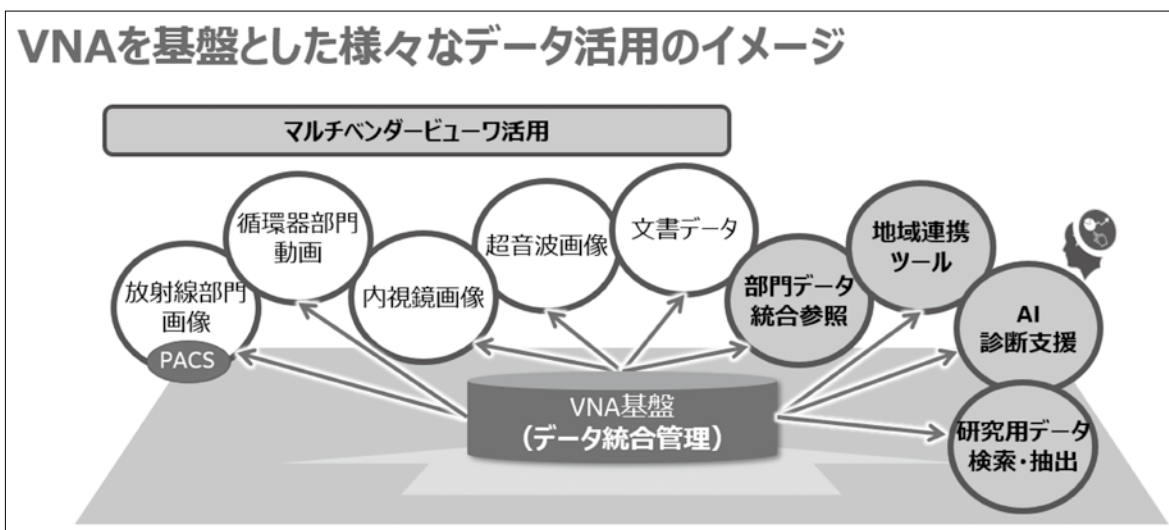 VNAを基盤とした様々なデータ活用のイメージ
マルチベンダービューワ活用
放射線部門
画像
PACS
循環器部門
動画
内視鏡画像
超音波画像
文書データ
部門データ
統合参照
地域連携
ツール
AI
診断支援
研究用データ
検索・抽出
VNA基盤
（データ統合管理）